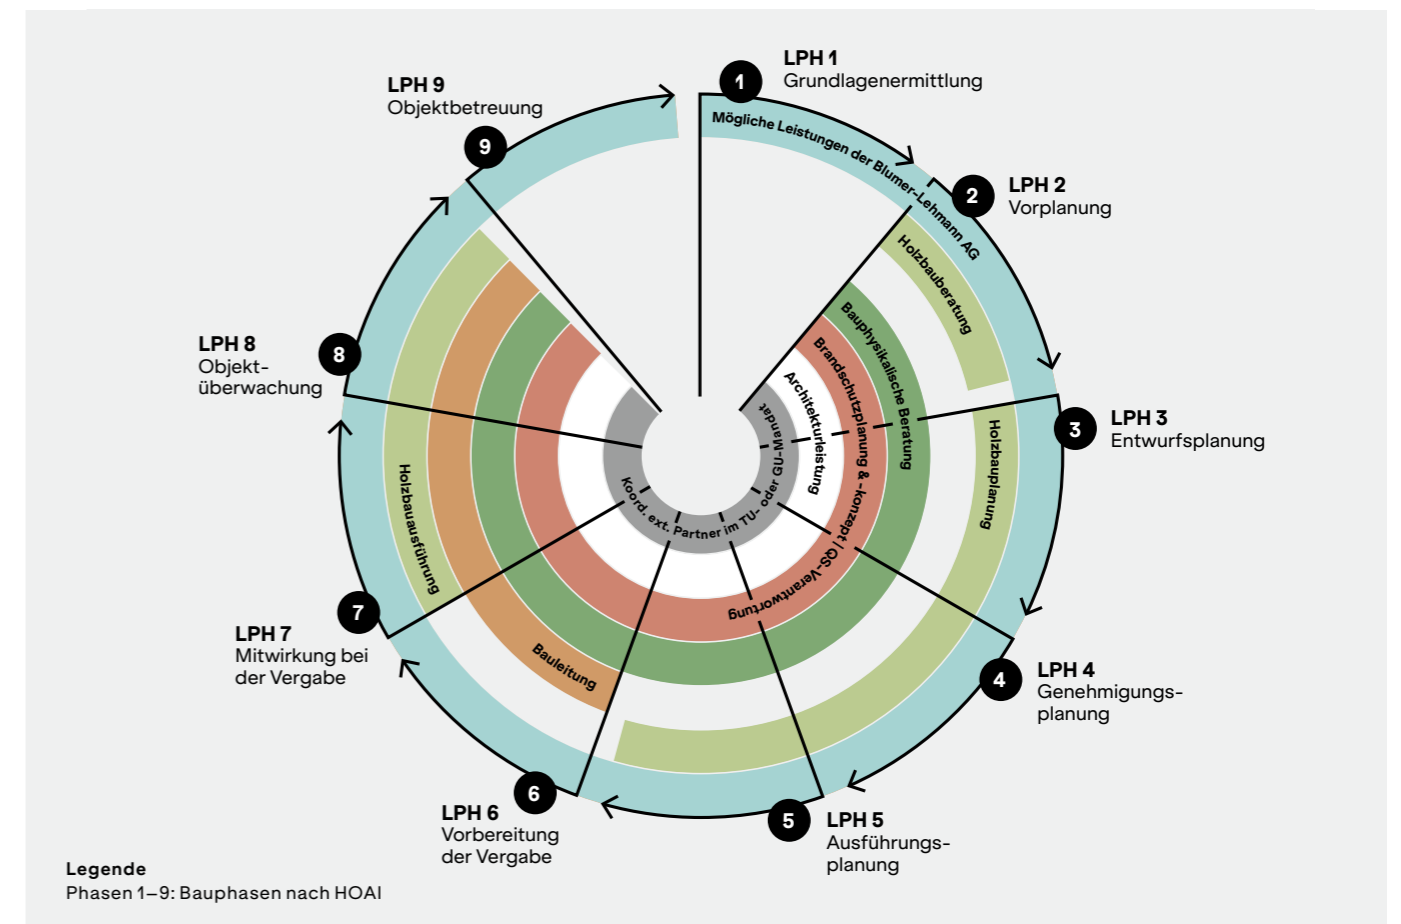 1
LPH 1
Grundlagenermittlung
2
LPH 2
Vorplanung
3
LPH 3
Entwurfsplanung
4
LPH 4
Genehmigungs-
planung
5
LPH 5
Ausführungs-
planung
6
LPH 6
Vorbereitung
der Vergabe
7
LPH 7
Mitwirkung bei
der Vergabe
8
LPH 8
Objekt-
überwachung
9
LPH 9
Objektbetreuung
Mögliche Leistungen der Blumer-Lehmann AG
Holzbauberatung
Holzbauplanung
Holzbauausführung
Bauleitung
Bauphysikalische Beratung
Brandschutzplanung & -konzept / QS-Verantwortung
Architekturleistung
Koord. ext. Partner im TU- oder GU-Mandat
Legende
Phasen 1–9: Bauphasen nach HOAI